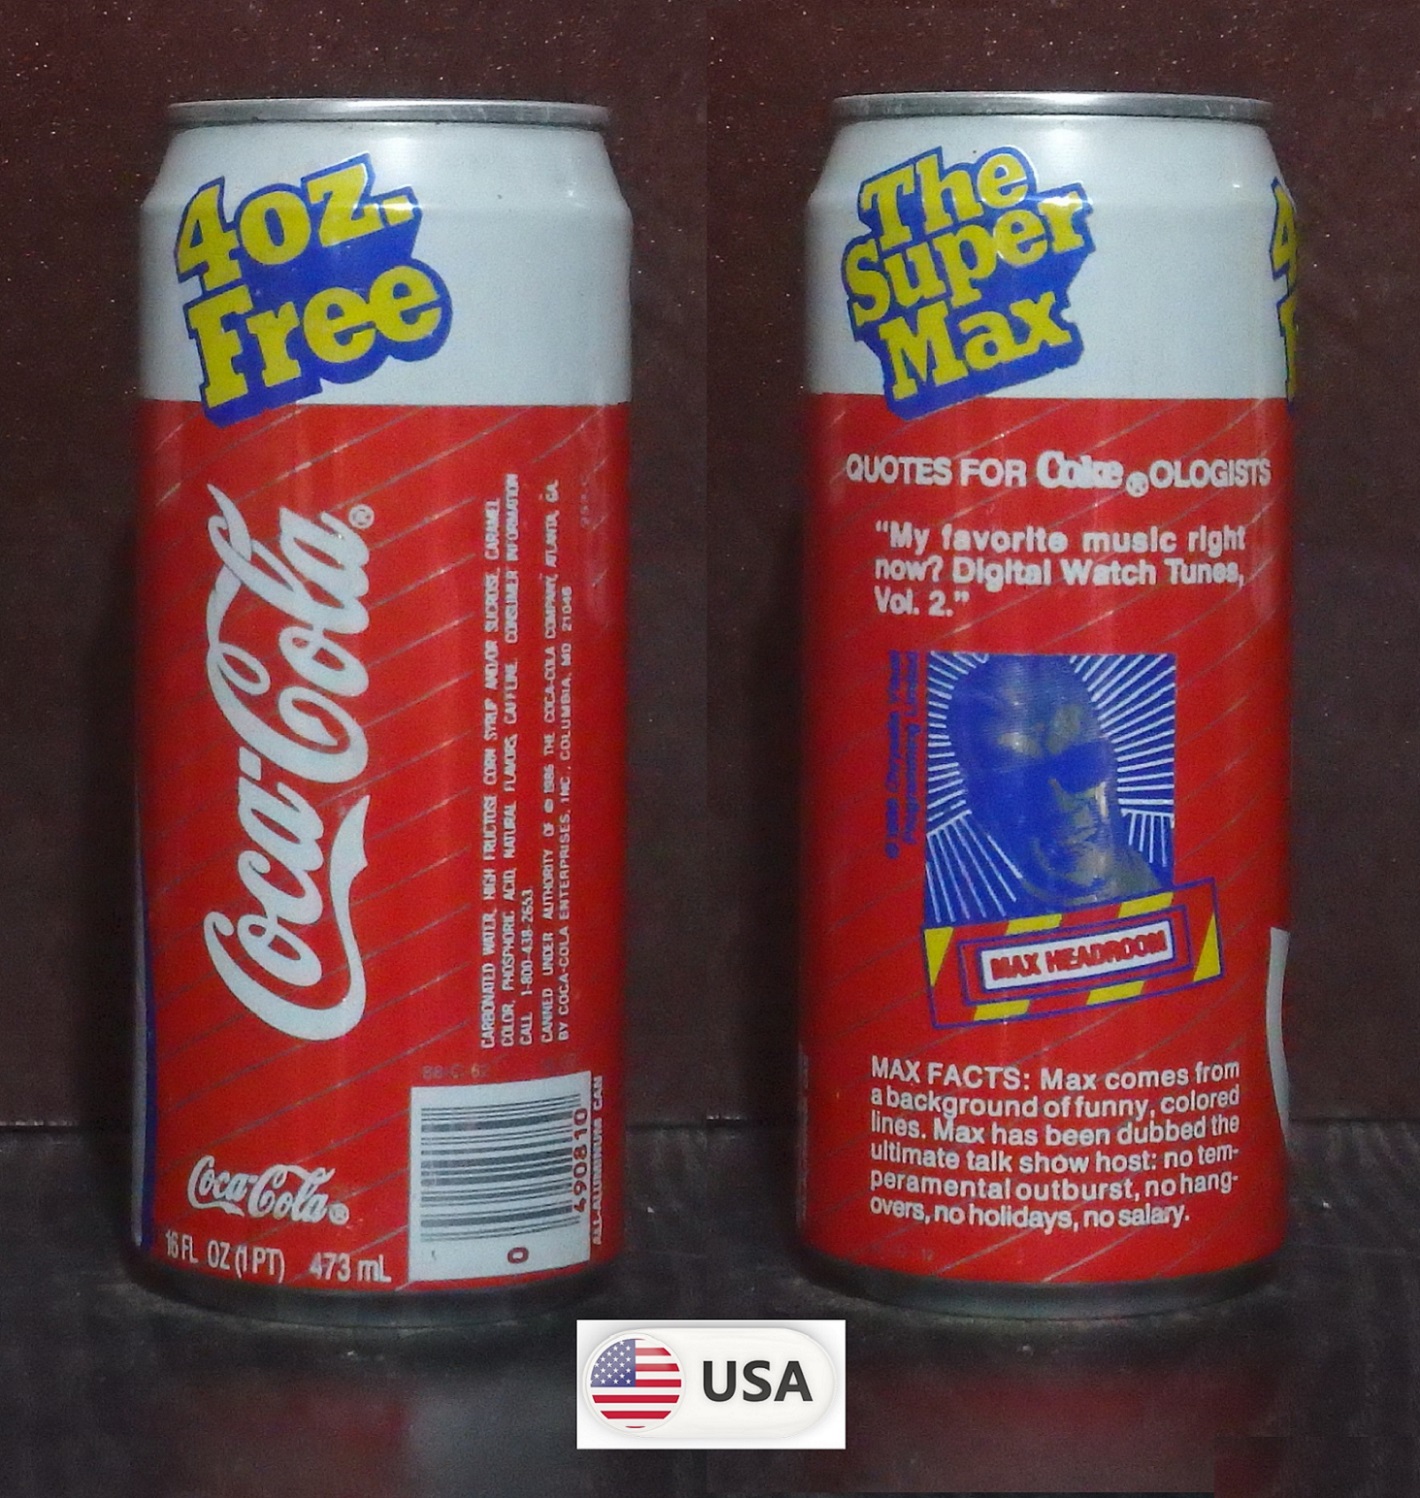 4oz.
Free
Coca-Cola®
CARBONATED WATER, HIGH FRUCTOSE CORN SYRUP AND/OR SUCROSE, CARAMEL
COLOR, PHOSPHORIC ACID, NATURAL FLAVORS, CAFFEINE. CONSUMER INFORMATION
CALL 1-800-438-2653
CANNED UNDER AUTHORITY OF © 1986 THE COCA-COLA COMPANY, ATLANTA, GA.
BY COCA-COLA ENTERPRISES, INC., COLUMBIA, MD 21046
490810
0
ALL-ALUMINUM CAN
Coca-Cola®
16 FL OZ (1 PT) 473 mL
The
Super
Max
QUOTES FOR Coke®OLOGISTS
“My favorite music right
now? Digital Watch Tunes,
Vol. 2.”
MAX HEADROOM
MAX FACTS: Max comes from
a background of funny, colored
lines. Max has been dubbed the
ultimate talk show host: no tem-
peramental outburst, no hang-
overs, no holidays, no salary.
USA